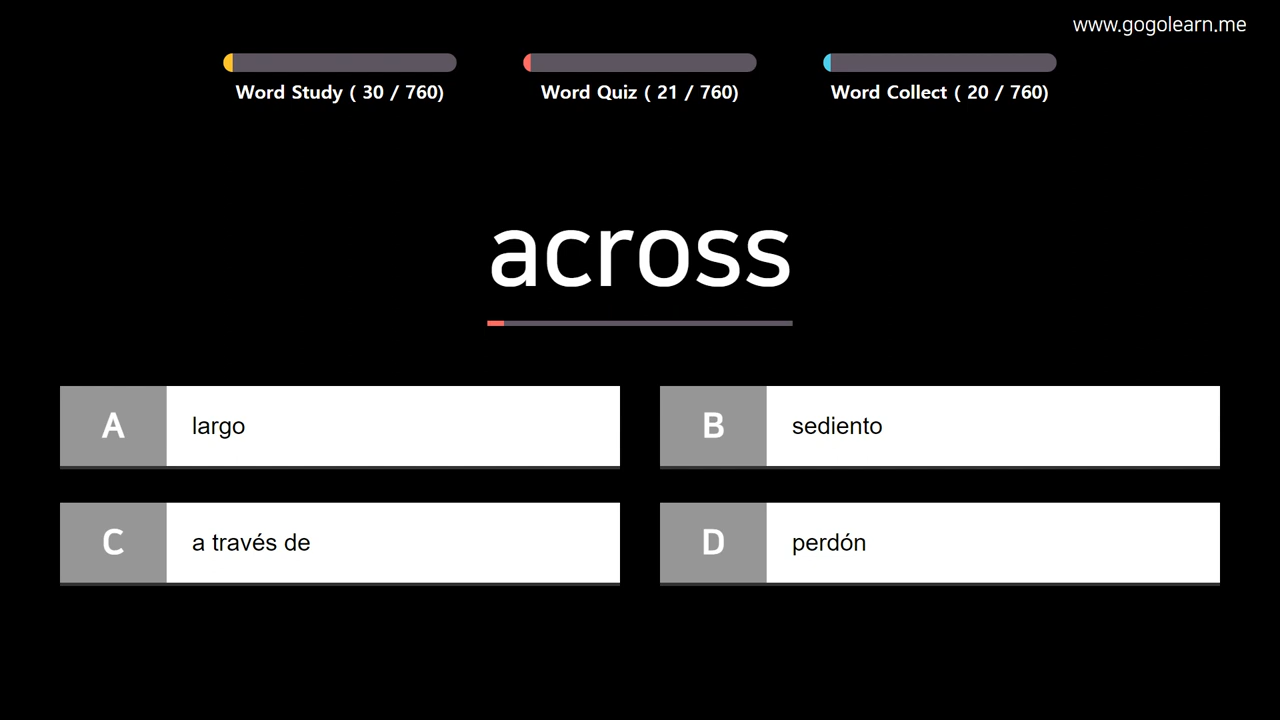 www.gogolearn.me
Word Study ( 30 / 760)
Word Quiz ( 21 / 760)
Word Collect ( 20 / 760)
across
A largo
B sediento
C a través de
D perdón